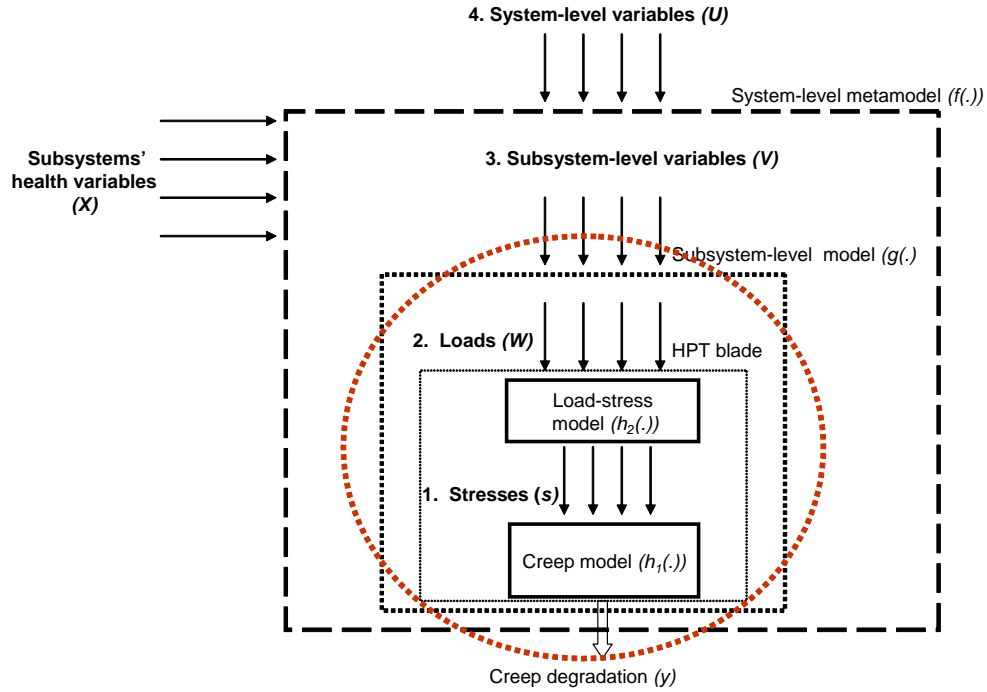 4. System-level variables (U)
System-level metamodel (f(.))
Subsystems'
health variables
(X)
3. Subsystem-level variables (V)
Subsystem-level model (g(.)
2. Loads (W)
HPT blade
Load-stress
model (h2(.))
1. Stresses (s)
Creep model (h1(.))
Creep degradation (y)